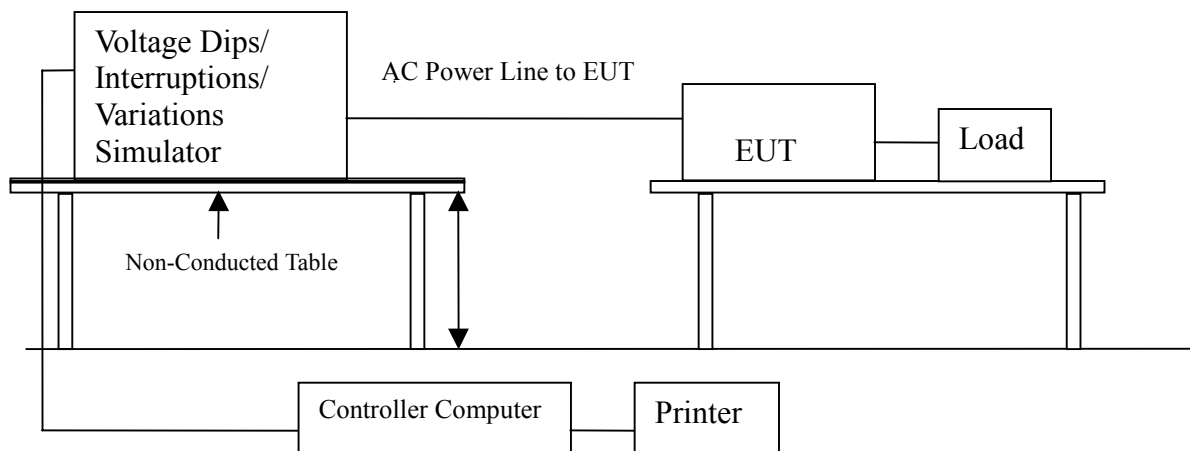 Voltage Dips/
Interruptions/
Variations
Simulator
AC Power Line to EUT
EUT
Load
Non-Conducted Table
Controller Computer
Printer